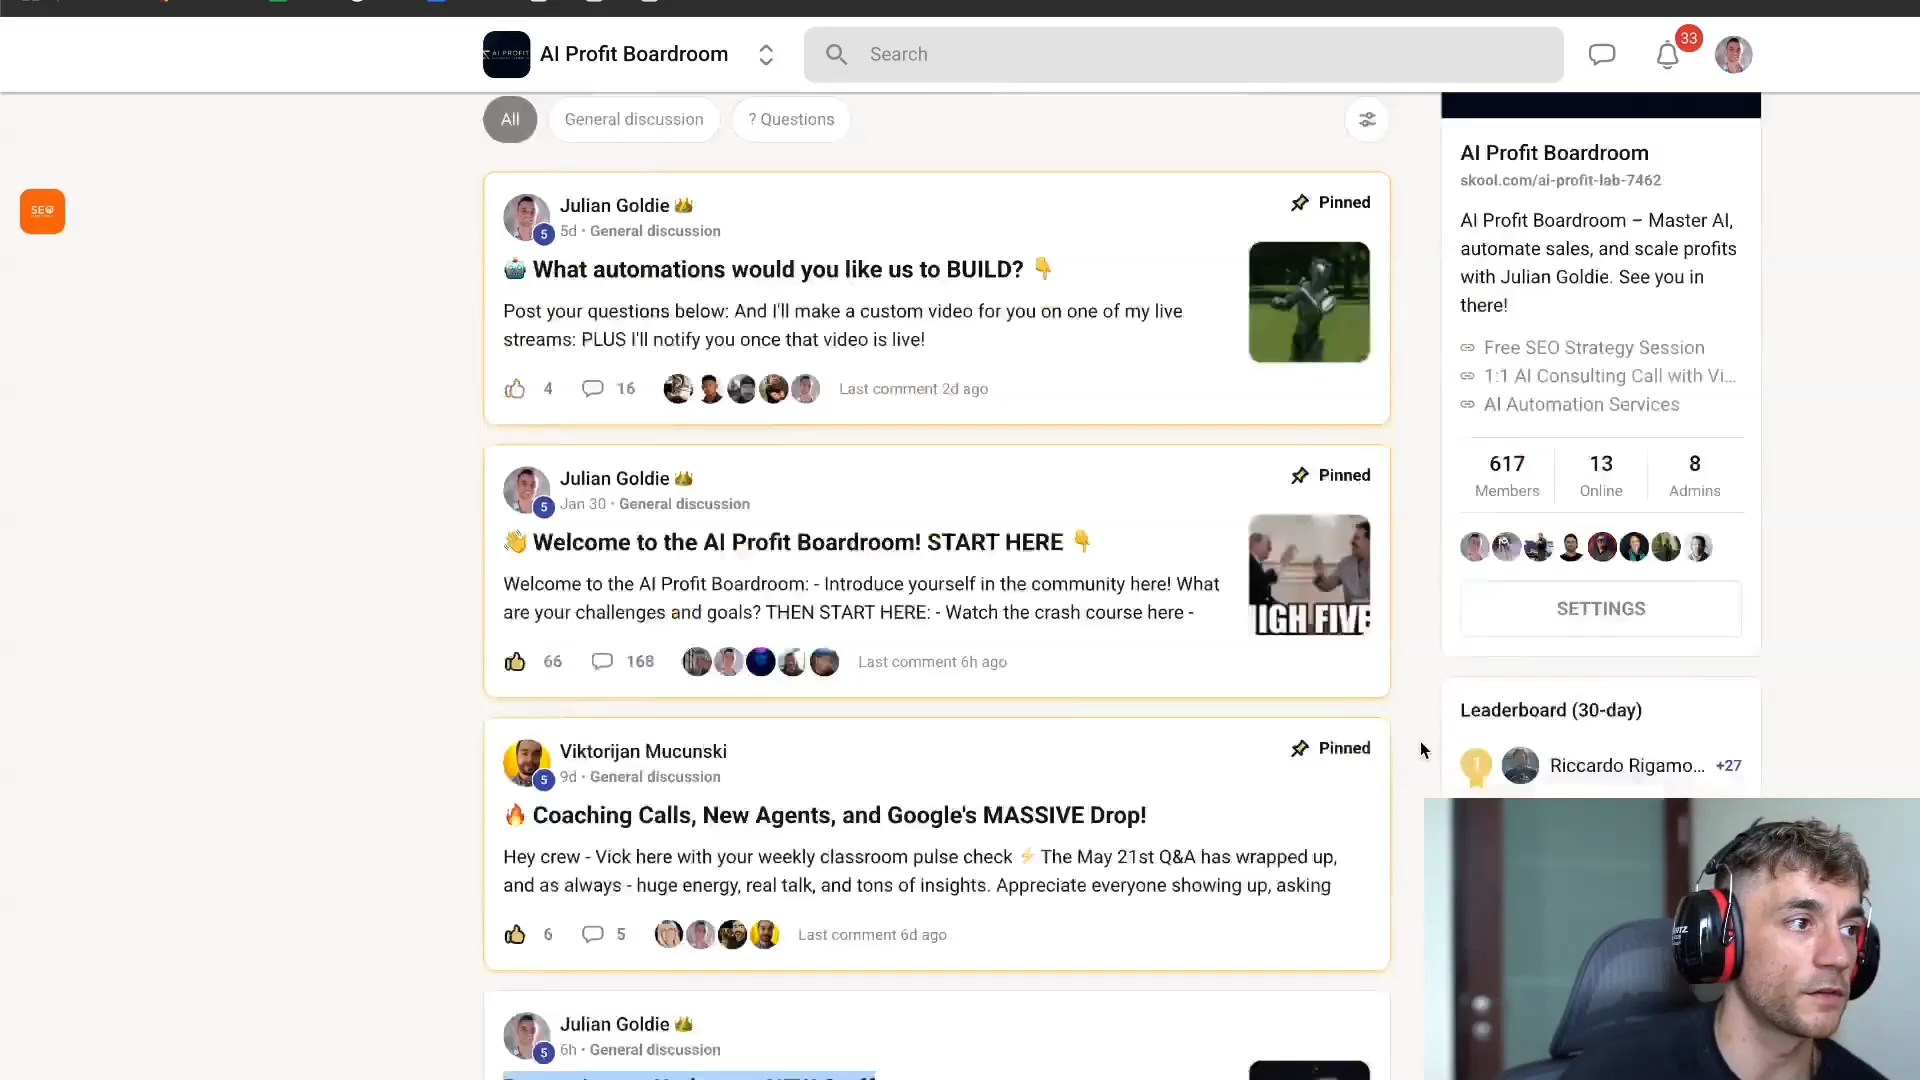 AI PROFIT
AI Profit Boardroom
Search
33
All
General discussion
? Questions
SEO
Julian Goldie
5
5d · General discussion
Pinned
What automations would you like us to BUILD?
Post your questions below: And I'll make a custom video for you on one of my live
streams: PLUS I'll notify you once that video is live!
4
16
Last comment 2d ago
Julian Goldie
5
Jan 30 · General discussion
Pinned
Welcome to the AI Profit Boardroom! START HERE
Welcome to the AI Profit Boardroom: - Introduce yourself in the community here! What
are your challenges and goals? THEN START HERE: - Watch the crash course here -
HIGH FIVE
66
168
Last comment 6h ago
Viktorijan Mucunski
5
9d · General discussion
Pinned
Coaching Calls, New Agents, and Google's MASSIVE Drop!
Hey crew - Vick here with your weekly classroom pulse check ⚡ The May 21st Q&A has wrapped up,
and as always - huge energy, real talk, and tons of insights. Appreciate everyone showing up, asking
6
5
Last comment 6d ago
Julian Goldie
5
6h · General discussion
AI Profit Boardroom
skool.com/ai-profit-lab-7462
AI Profit Boardroom – Master AI,
automate sales, and scale profits
with Julian Goldie. See you in
there!
Free SEO Strategy Session
1:1 AI Consulting Call with Vi...
AI Automation Services
617
Members
13
Online
8
Admins
SETTINGS
Leaderboard (30-day)
1
Riccardo Rigamo...
+27